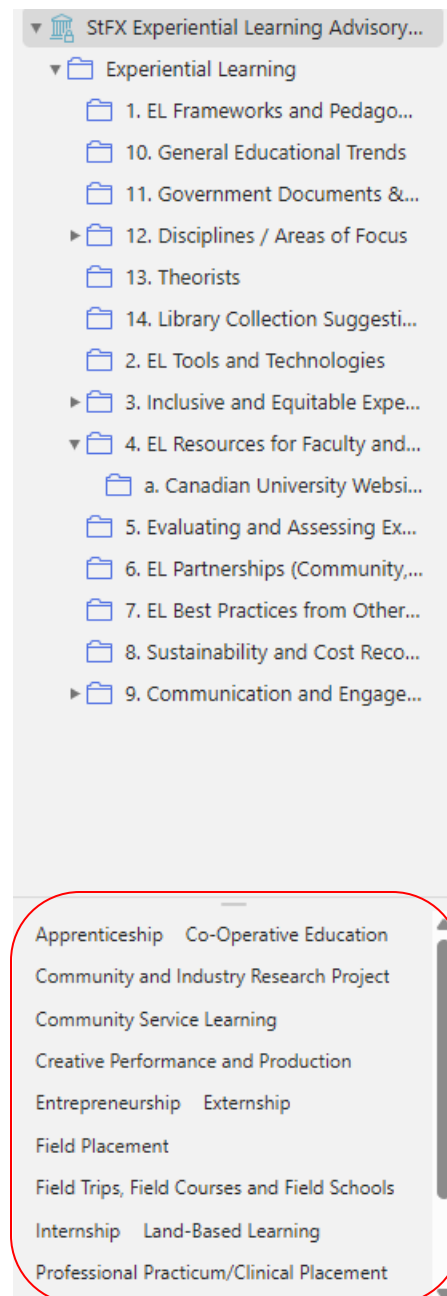 StFX Experiential Learning Advisory...
Experiential Learning
1. EL Frameworks and Pedago...
10. General Educational Trends
11. Government Documents &...
12. Disciplines / Areas of Focus
13. Theorists
14. Library Collection Suggesti...
2. EL Tools and Technologies
3. Inclusive and Equitable Expe...
4. EL Resources for Faculty and...
a. Canadian University Websi...
5. Evaluating and Assessing Ex...
6. EL Partnerships (Community,...
7. EL Best Practices from Other...
8. Sustainability and Cost Reco...
9. Communication and Engage...
Apprenticeship Co-Operative Education
Community and Industry Research Project
Community Service Learning
Creative Performance and Production
Entrepreneurship Externship
Field Placement
Field Trips, Field Courses and Field Schools
Internship Land-Based Learning
Professional Practicum/Clinical Placement